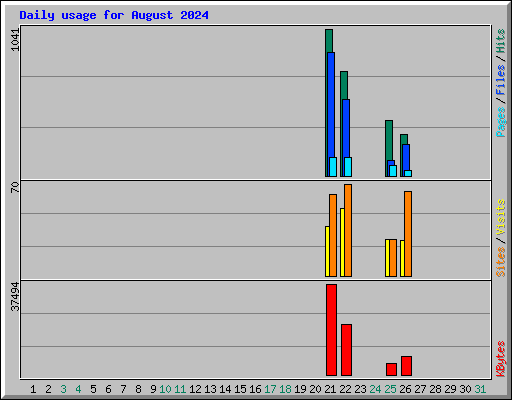 Daily usage for August 2024
1041
Pages / Files / Hits
70
Sites / Visits
37494
KBytes
1 2 3 4 5 6 7 8 9 10 11 12 13 14 15 16 17 18 19 20 21 22 23 24 25 26 27 28 29 30 31